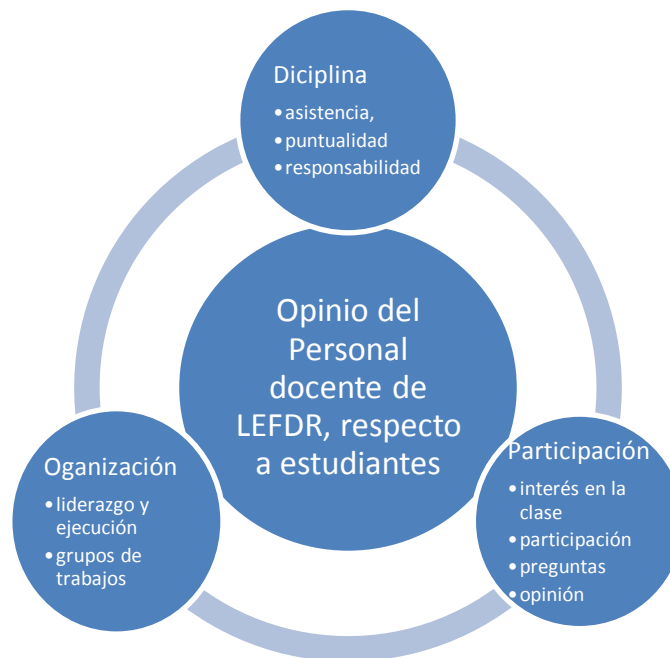 Diciplina
•asistencia,
•puntualidad
•responsabilidad
Opinio del
Personal
docente de
LEFDR, respecto
a estudiantes
Oganización
•liderazgo y
ejecución
•grupos de
trabajos
Participación
•interés en la
clase
•participación
•preguntas
•opinión